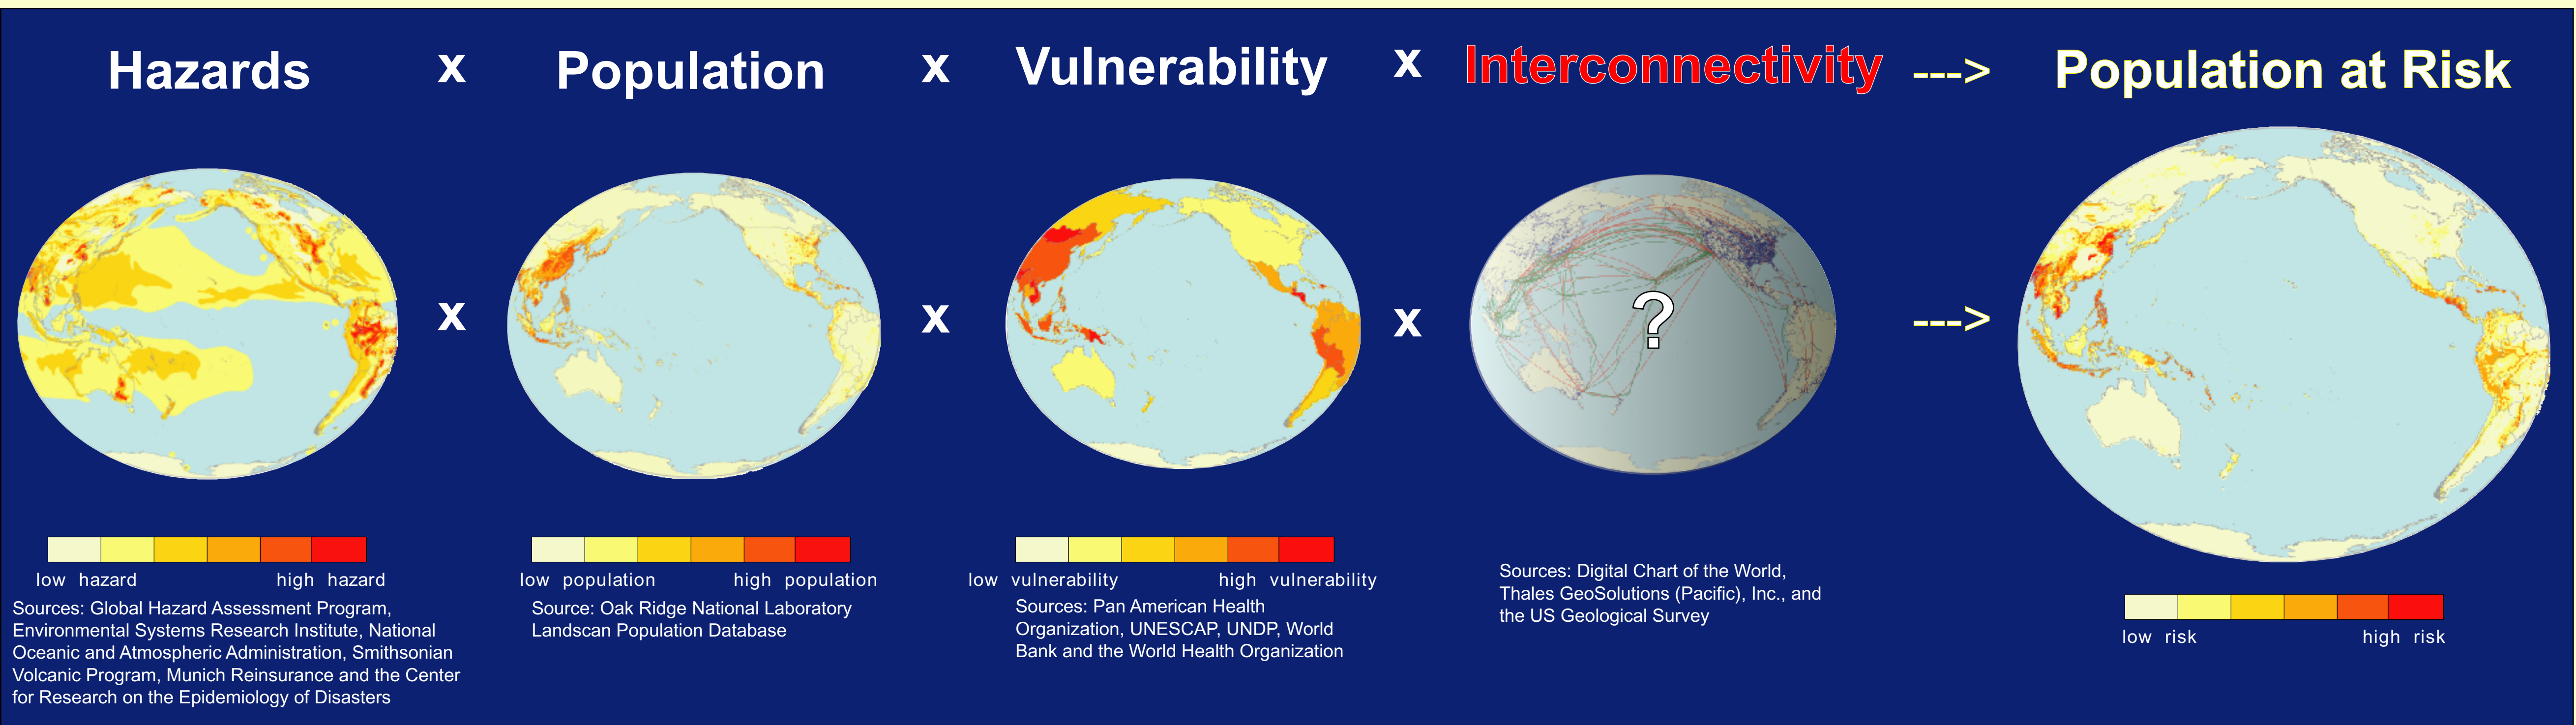 Hazards x Population x Vulnerability x Interconnectivity ---> Population at Risk
x x x ? --->
low hazard high hazard
Sources: Global Hazard Assessment Program,
Environmental Systems Research Institute, National
Oceanic and Atmospheric Administration, Smithsonian
Volcanic Program, Munich Reinsurance and the Center
for Research on the Epidemiology of Disasters
low population high population
Source: Oak Ridge National Laboratory
Landscan Population Database
low vulnerability high vulnerability
Sources: Pan American Health
Organization, UNESCAP, UNDP, World
Bank and the World Health Organization
Sources: Digital Chart of the World,
Thales GeoSolutions (Pacific), Inc., and
the US Geological Survey
low risk high risk